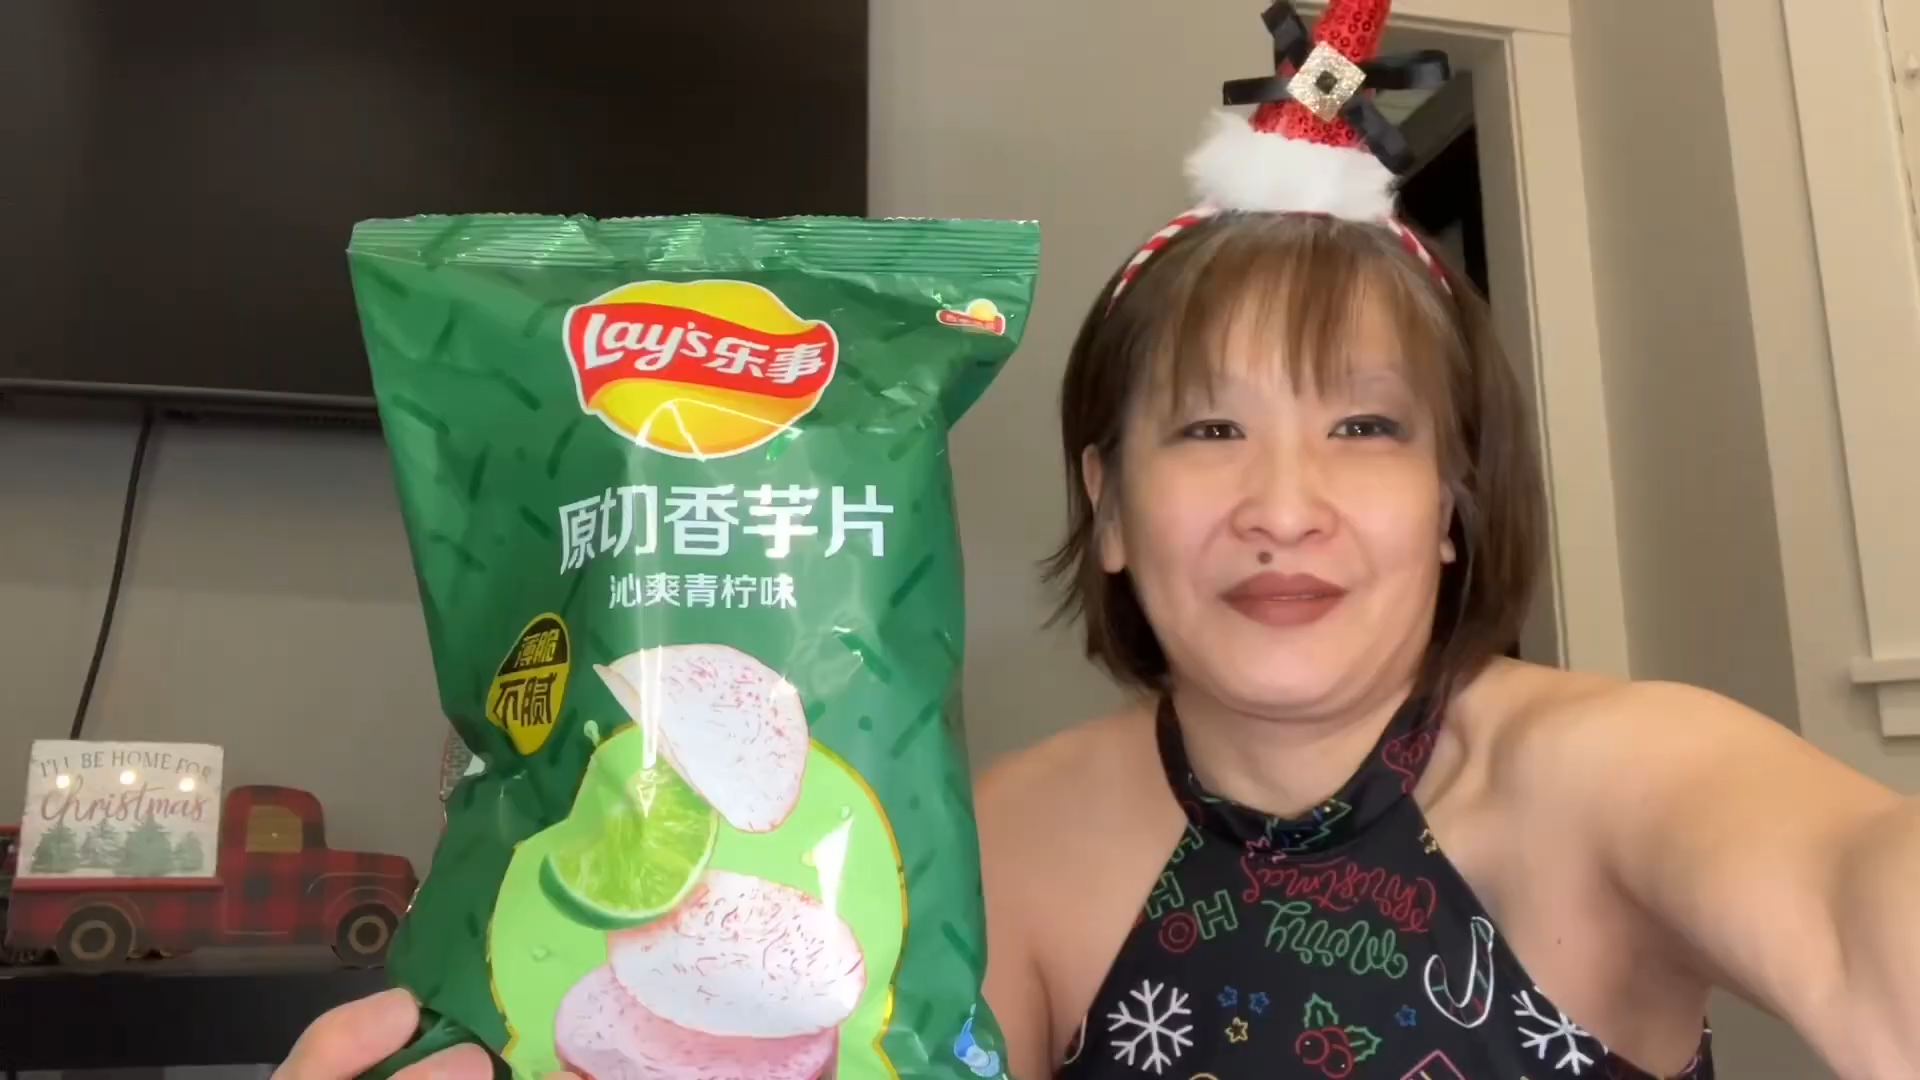 Lay's乐事
原切香芋片
沁爽青柠味
薄脆
不腻
I'LL BE HOME FOR
Christmas
Merry
Christmas
HO